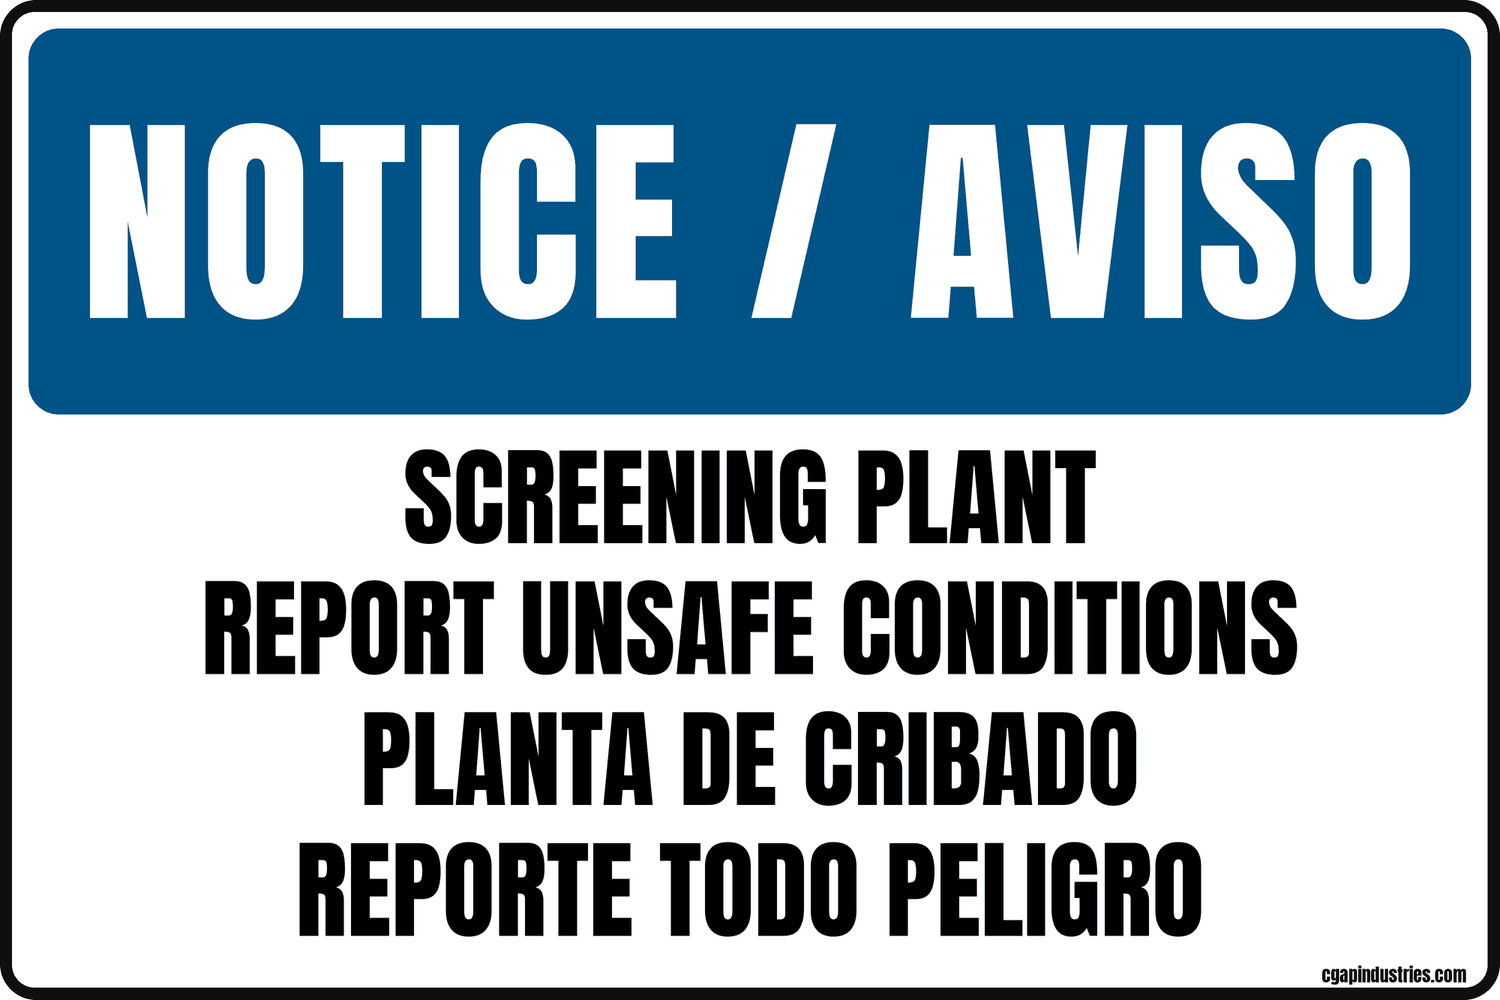 NOTICE / AVISO
SCREENING PLANT
REPORT UNSAFE CONDITIONS
PLANTA DE CRIBADO
REPORTE TODO PELIGRO
cgapindustries.com